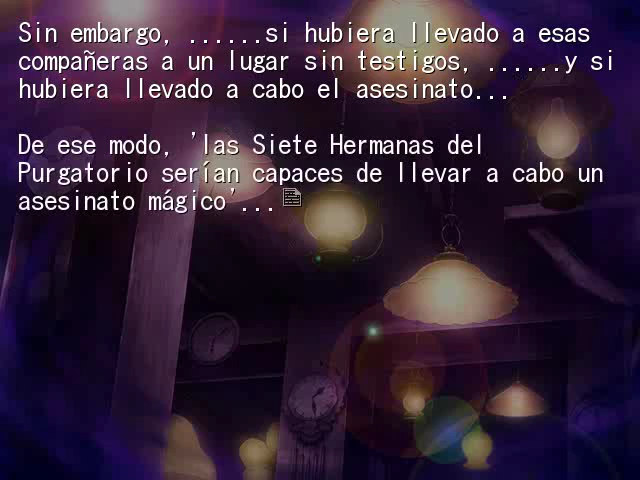 Sin embargo, ......si hubiera llevado a esas
compañeras a un lugar sin testigos, ......y si
hubiera llevado a cabo el asesinato...
De ese modo, 'las Siete Hermanas del
Purgatorio serían capaces de llevar a cabo un
asesinato mágico'...